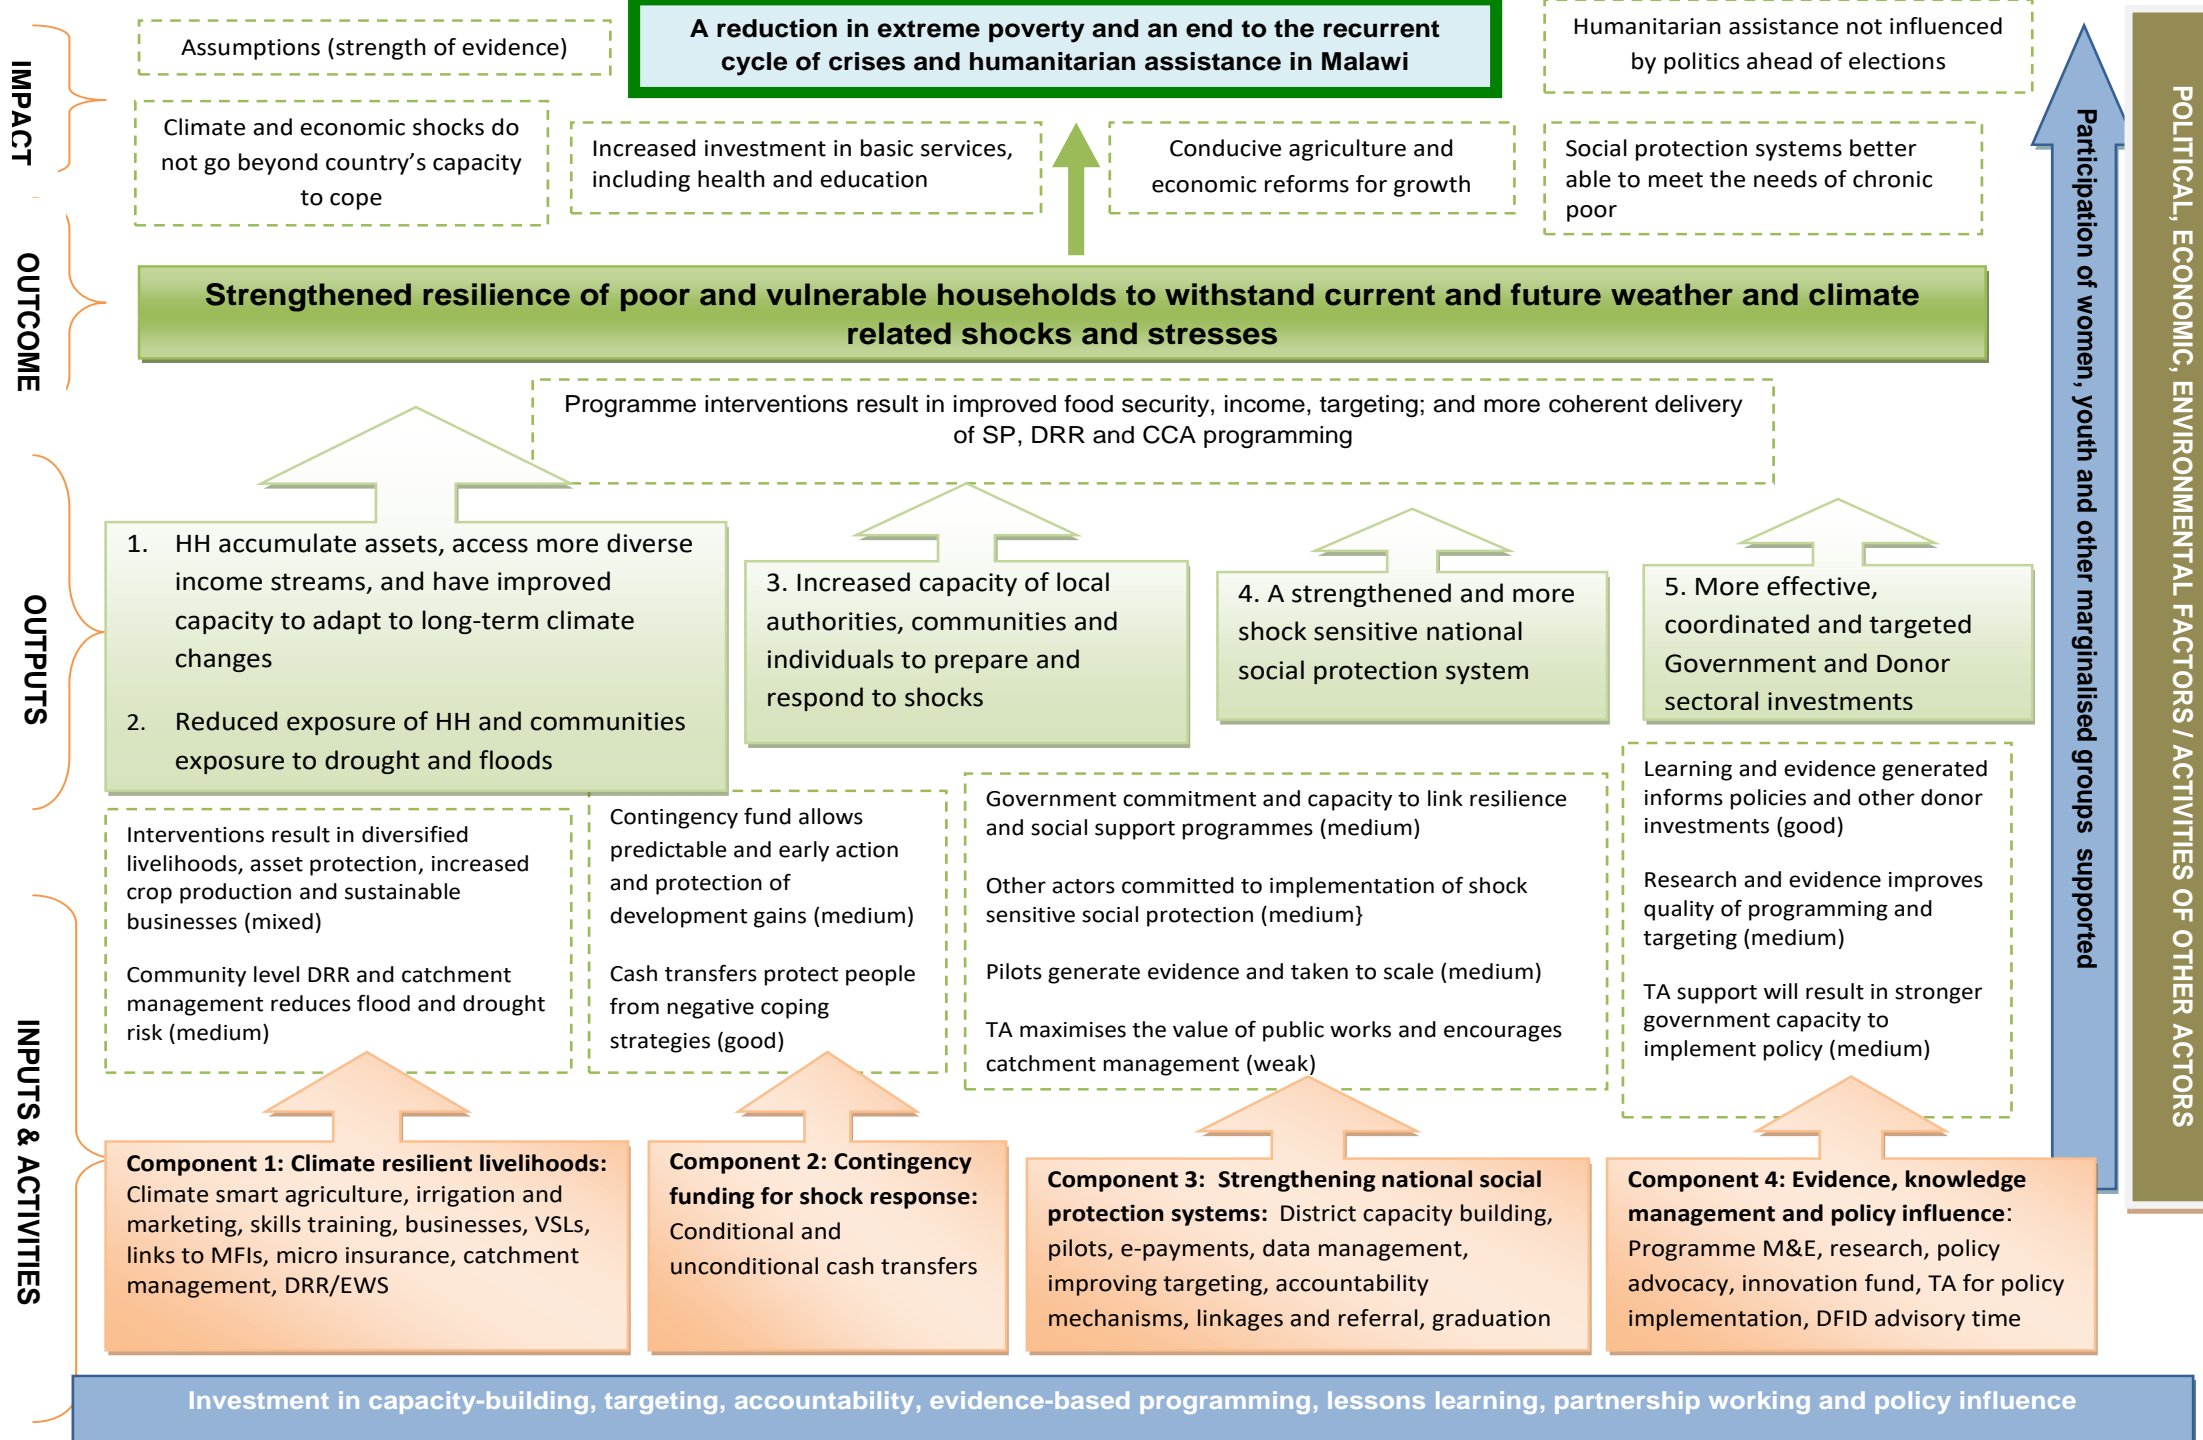 Assumptions (strength of evidence)
A reduction in extreme poverty and an end to the recurrent
cycle of crises and humanitarian assistance in Malawi
Humanitarian assistance not influenced
by politics ahead of elections
IMPACT
Climate and economic shocks do
not go beyond country’s capacity
to cope
Increased investment in basic services,
including health and education
Conducive agriculture and
economic reforms for growth
Social protection systems better
able to meet the needs of chronic
poor
OUTCOME
Strengthened resilience of poor and vulnerable households to withstand current and future weather and climate
related shocks and stresses
Programme interventions result in improved food security, income, targeting; and more coherent delivery
of SP, DRR and CCA programming
OUTPUTS
1. HH accumulate assets, access more diverse
income streams, and have improved
capacity to adapt to long-term climate
changes
2. Reduced exposure of HH and communities
exposure to drought and floods
3. Increased capacity of local
authorities, communities and
individuals to prepare and
respond to shocks
4. A strengthened and more
shock sensitive national
social protection system
5. More effective,
coordinated and targeted
Government and Donor
sectoral investments
Interventions result in diversified
livelihoods, asset protection, increased
crop production and sustainable
businesses (mixed)
Community level DRR and catchment
management reduces flood and drought
risk (medium)
Contingency fund allows
predictable and early action
and protection of
development gains (medium)
Cash transfers protect people
from negative coping
strategies (good)
Government commitment and capacity to link resilience
and social support programmes (medium)
Other actors committed to implementation of shock
sensitive social protection (medium}
Pilots generate evidence and taken to scale (medium)
TA maximises the value of public works and encourages
catchment management (weak)
Learning and evidence generated
informs policies and other donor
investments (good)
Research and evidence improves
quality of programming and
targeting (medium)
TA support will result in stronger
government capacity to
implement policy (medium)
INPUTS & ACTIVITIES
Component 1: Climate resilient livelihoods:
Climate smart agriculture, irrigation and
marketing, skills training, businesses, VSLs,
links to MFIs, micro insurance, catchment
management, DRR/EWS
Component 2: Contingency
funding for shock response:
Conditional and
unconditional cash transfers
Component 3: Strengthening national social
protection systems: District capacity building,
pilots, e-payments, data management,
improving targeting, accountability
mechanisms, linkages and referral, graduation
Component 4: Evidence, knowledge
management and policy influence:
Programme M&E, research, policy
advocacy, innovation fund, TA for policy
implementation, DFID advisory time
Investment in capacity-building, targeting, accountability, evidence-based programming, lessons learning, partnership working and policy influence
Participation of women, youth and other marginalised groups supported
POLITICAL, ECONOMIC, ENVIRONMENTAL FACTORS / ACTIVITIES OF OTHER ACTORS